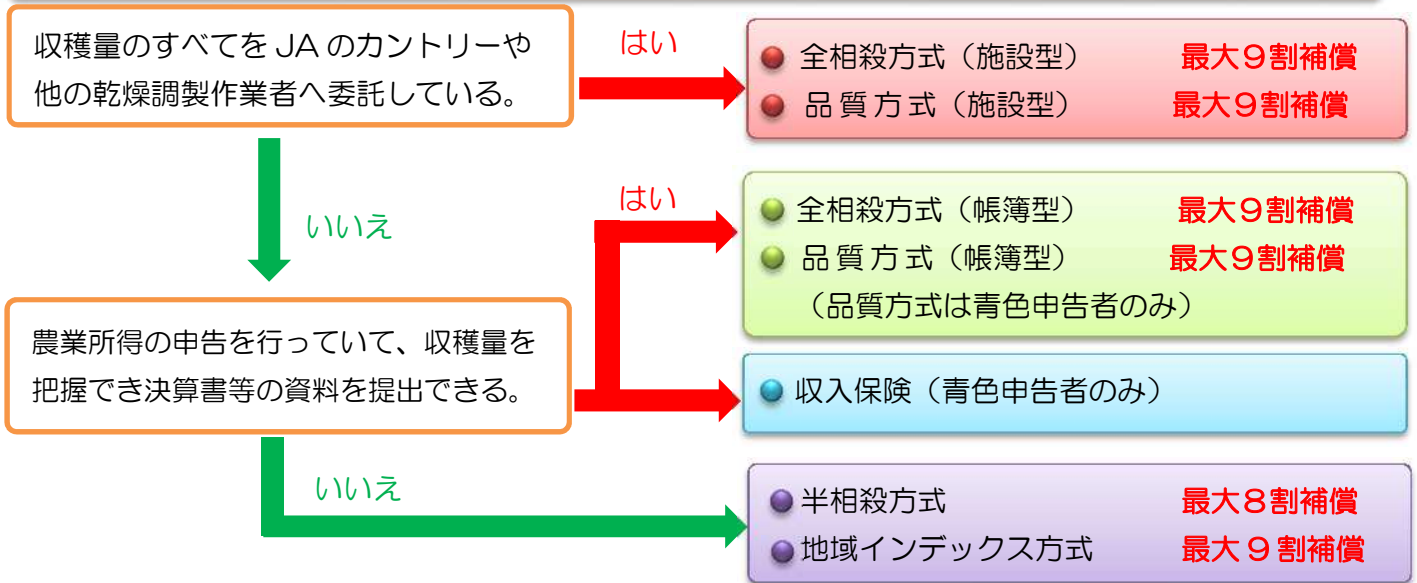 収穫量のすべてを JA のカントリーや
他の乾燥調製作業者へ委託している。
はい
● 全相殺方式（施設型） 最大９割補償
● 品質方式（施設型） 最大９割補償
いいえ
農業所得の申告を行っていて、収穫量を
把握でき決算書等の資料を提出できる。
はい
● 全相殺方式（帳簿型） 最大９割補償
● 品質方式（帳簿型） 最大９割補償
（品質方式は青色申告者のみ）
● 収入保険（青色申告者のみ）
いいえ
● 半相殺方式 最大８割補償
● 地域インデックス方式 最大９割補償